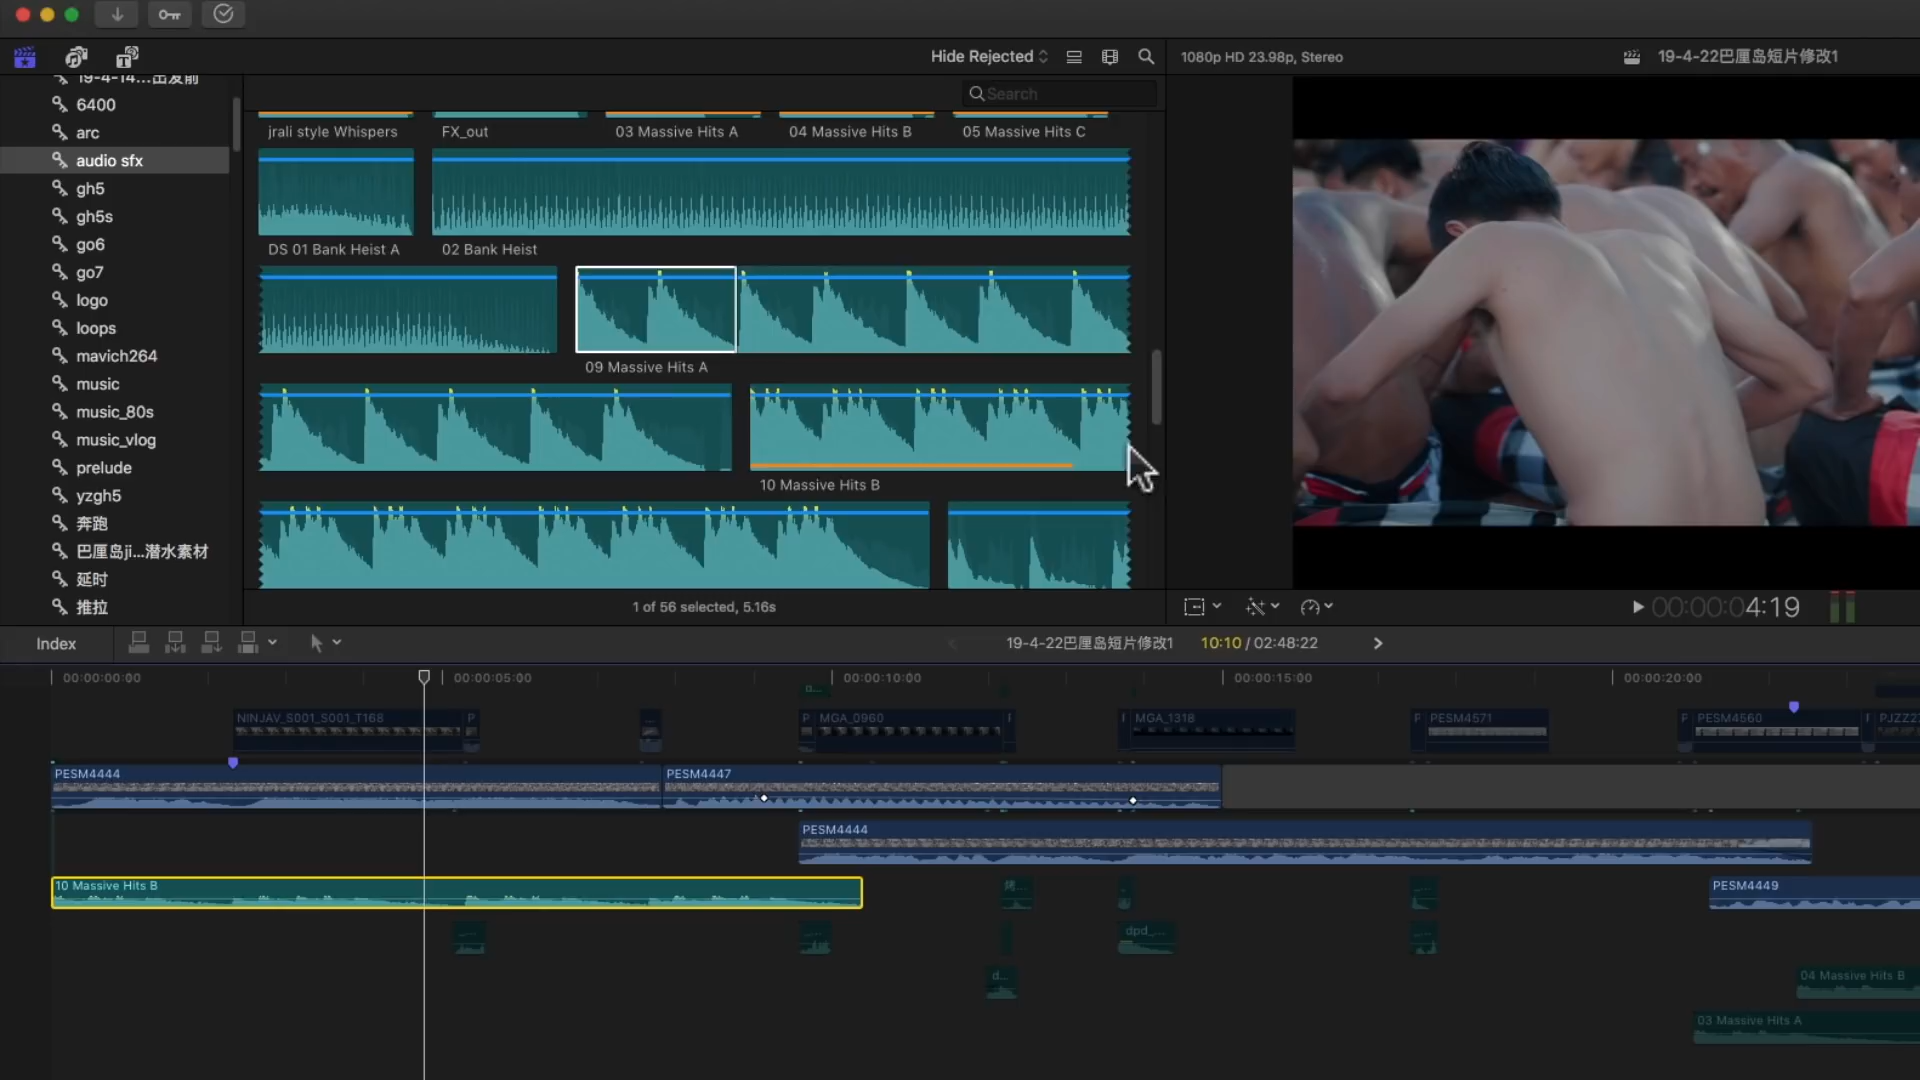 Hide Rejected
1080p HD 23.98p, Stereo
19-4-22巴厘岛短片修改1
19-4-14...出发前
6400
arc
audio sfx
gh5
gh5s
go6
go7
logo
loops
mavich264
music
music_80s
music_vlog
prelude
yzgh5
奔跑
巴厘岛ji...潜水素材
延时
推拉
Search
jrali style Whispers
FX_out
03 Massive Hits A
04 Massive Hits B
05 Massive Hits C
DS 01 Bank Heist A
02 Bank Heist
09 Massive Hits A
10 Massive Hits B
1 of 56 selected, 5.16s
00:00:04:19
Index
19-4-22巴厘岛短片修改1
10:10 / 02:48:22
00:00:00:00
00:00:05:00
00:00:10:00
00:00:15:00
00:00:20:00
NINJAV_S001_S001_T168
P
P
MGA_0960
MGA_1318
P
PESM4571
P
PESM4560
PESM4444
PESM4447
PESM4444
10 Massive Hits B
PESM4449
dpd_...
d...
04 Massive Hits B
03 Massive Hits A